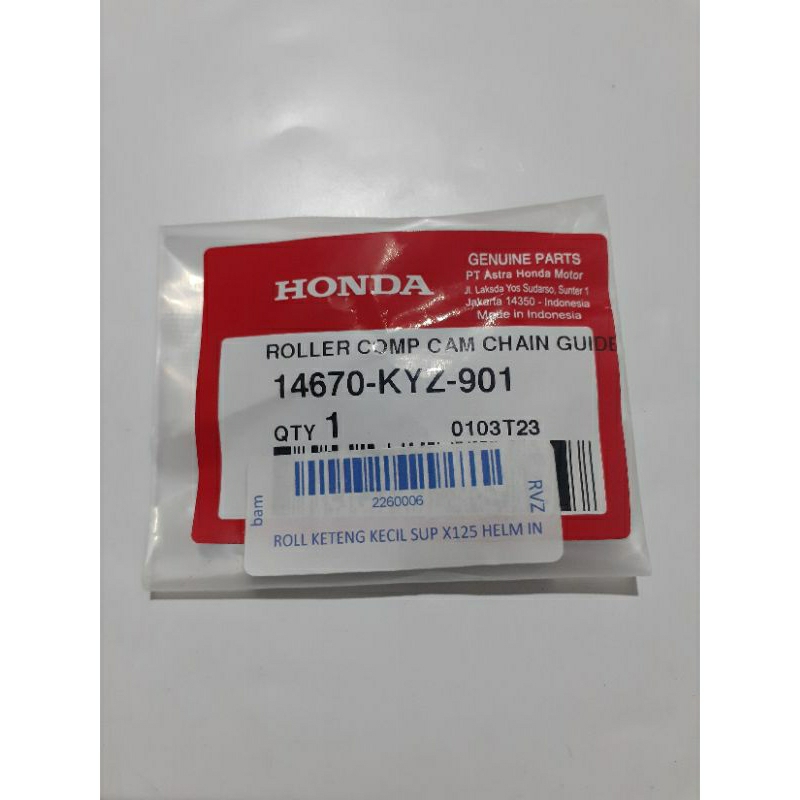 HONDA
GENUINE PARTS
PT Astra Honda Motor
Jl. Laksda Yos Sudarso, Sunter 1
Jakarta 14350 - Indonesia
Made in Indonesia
ROLLER COMP CAM CHAIN GUIDE
14670-KYZ-901
QTY 1 0103T23
bam
2260006
RVZ
ROLL KETENG KECIL SUP X125 HELM IN